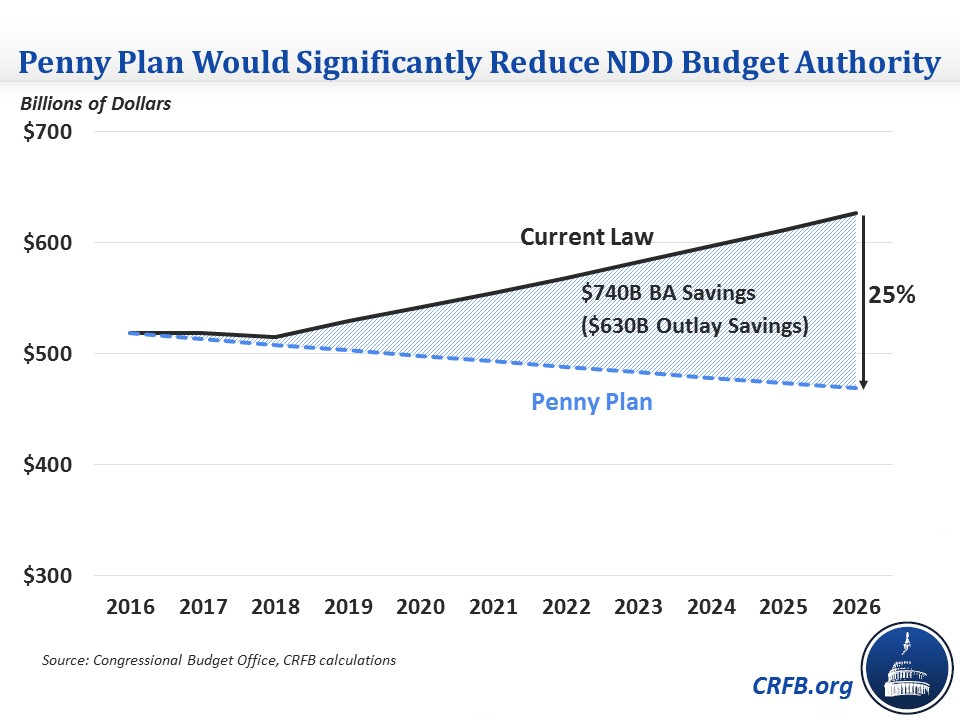 Penny Plan Would Significantly Reduce NDD Budget Authority
Billions of Dollars
$700
$600
$500
$400
$300
Current Law
$740B BA Savings
($630B Outlay Savings)
25%
Penny Plan
2016 2017 2018 2019 2020 2021 2022 2023 2024 2025 2026
Source: Congressional Budget Office, CRFB calculations
CRFB.org